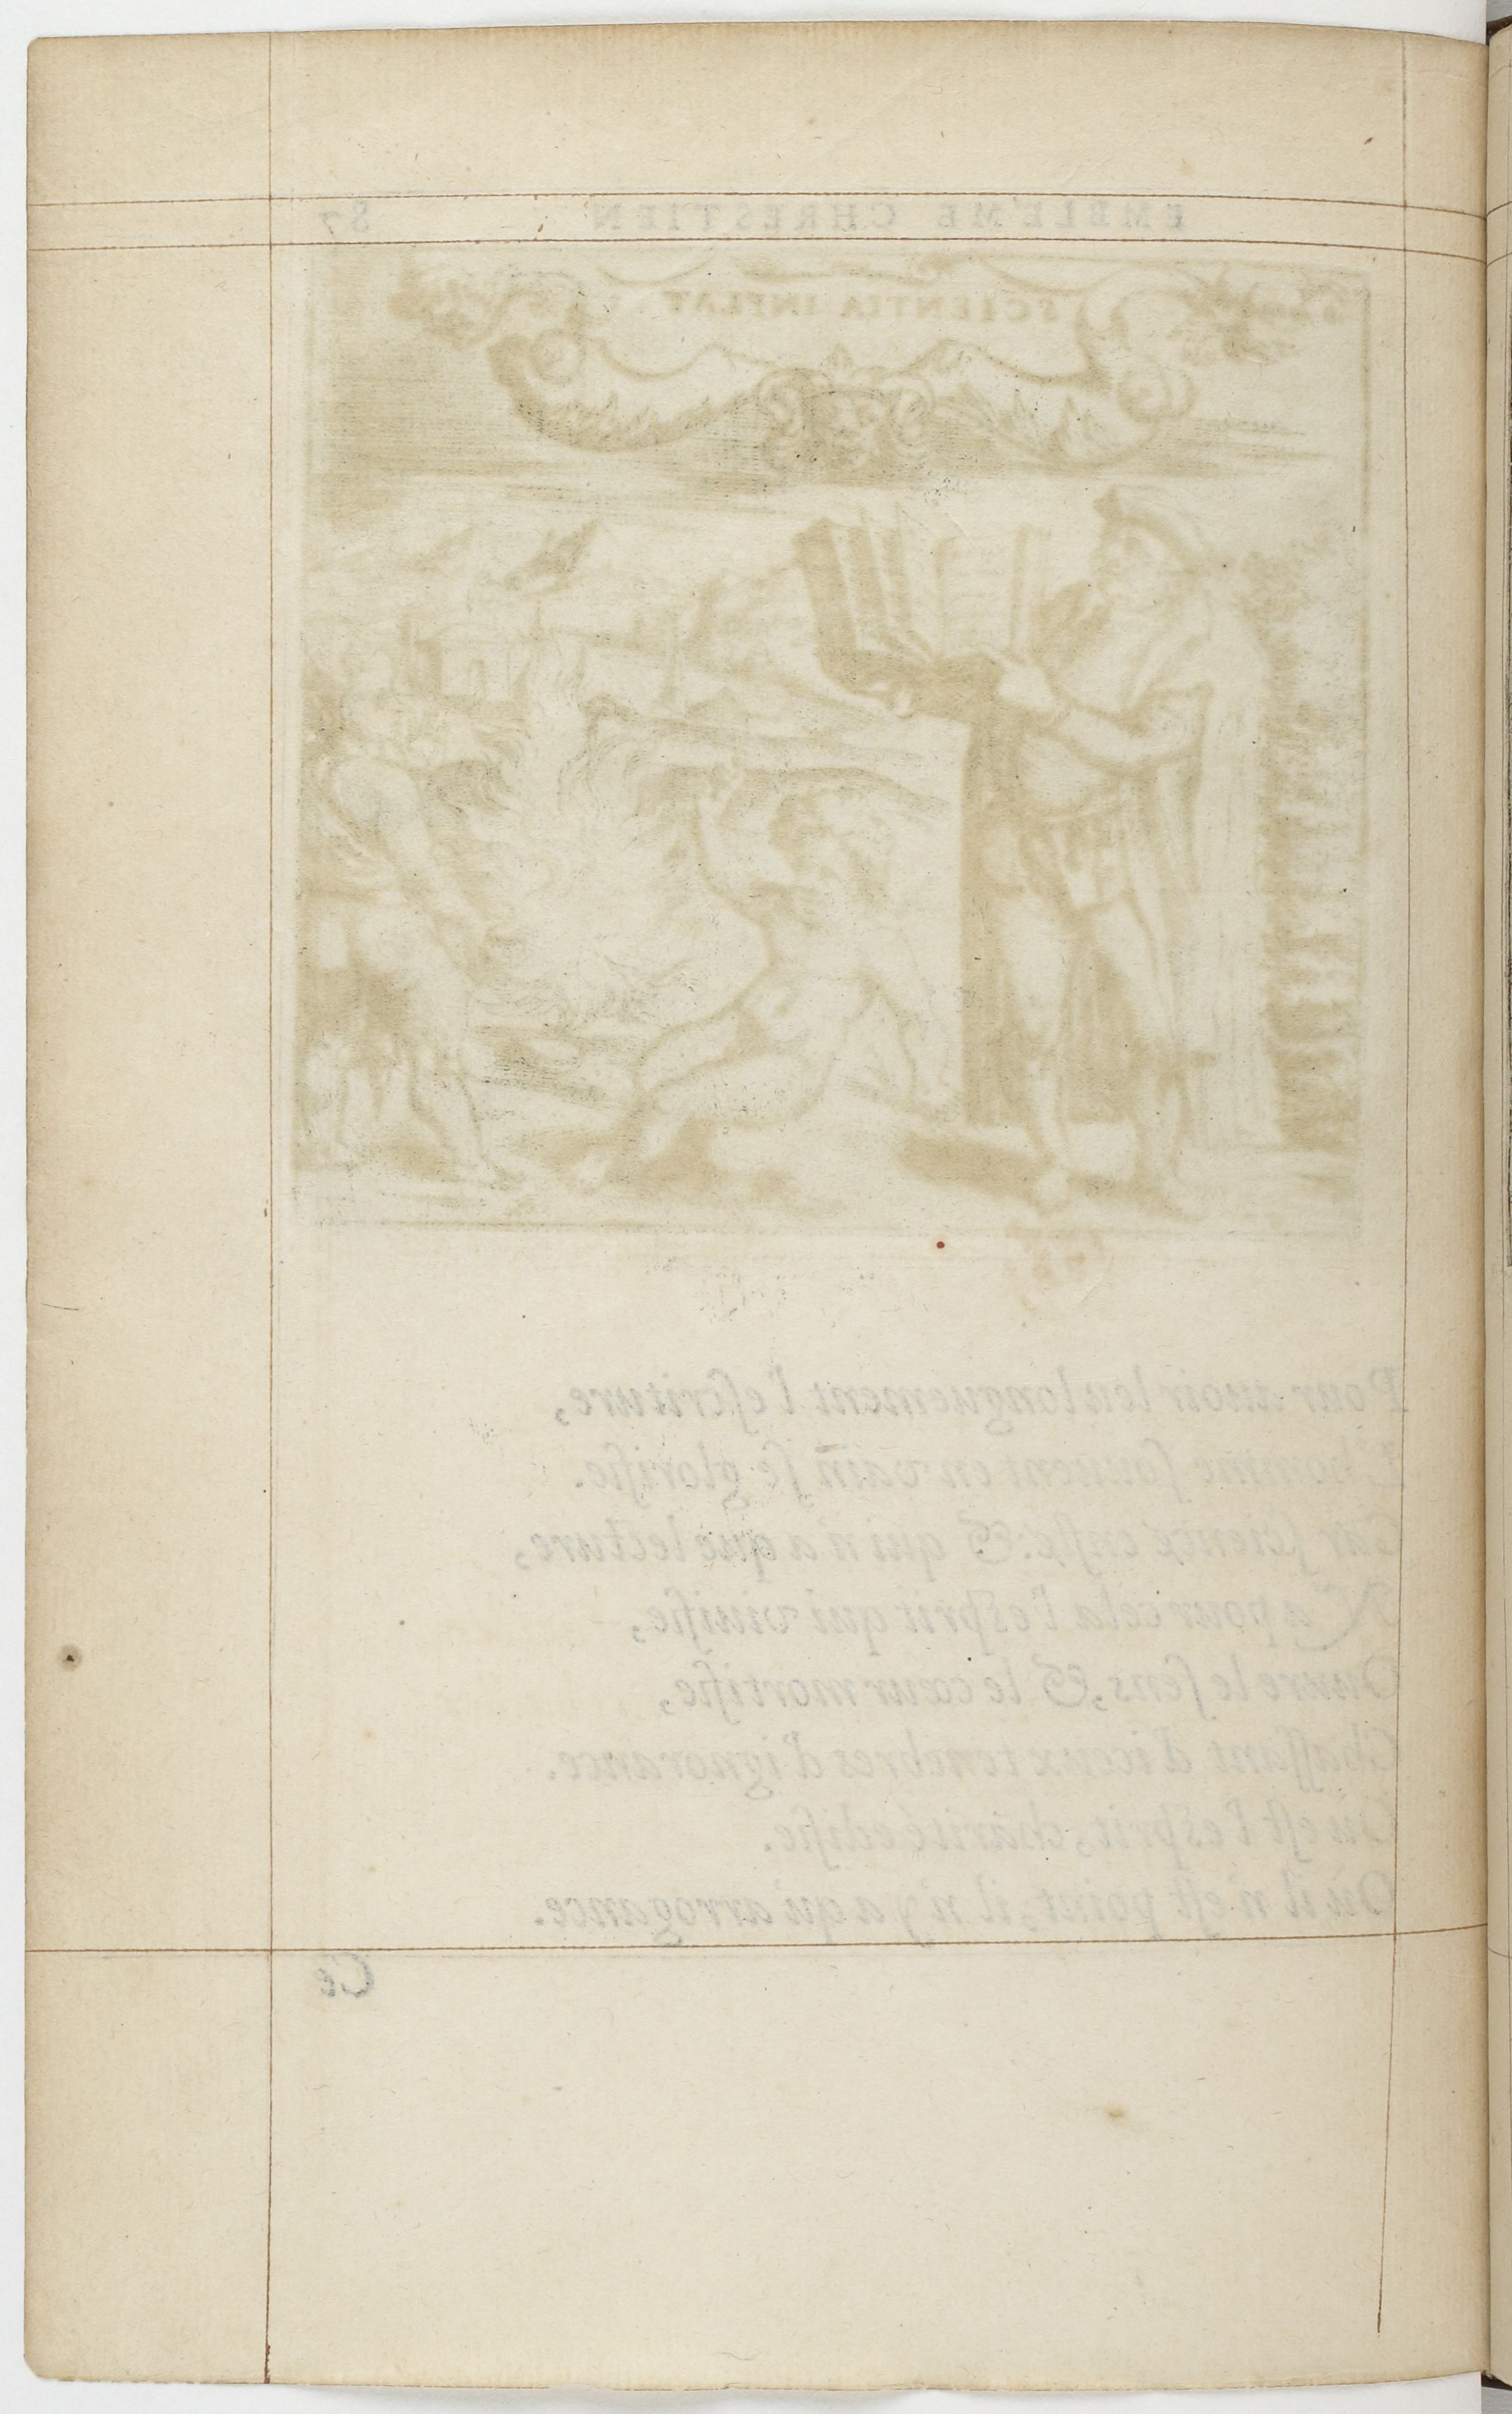 EMBLEME CHRESTIEN 87
SCIENTIA INFLAT
Pour auoir leu longuement l'eſcriture,
L'homme ſouuent en vain ſe glorifie.
Car ſcience enfle: & qui n'a que lecture,
N'a pour cela l'esprit qui viuifie,
Ouure le ſens, & le cœur mortifie,
Chaſſant d'iceux tenebres d'ignorance.
Ou eſt l'esprit, charité edifie.
Ou il n'eſt point, il n'y a qu'arrogance.
Ce